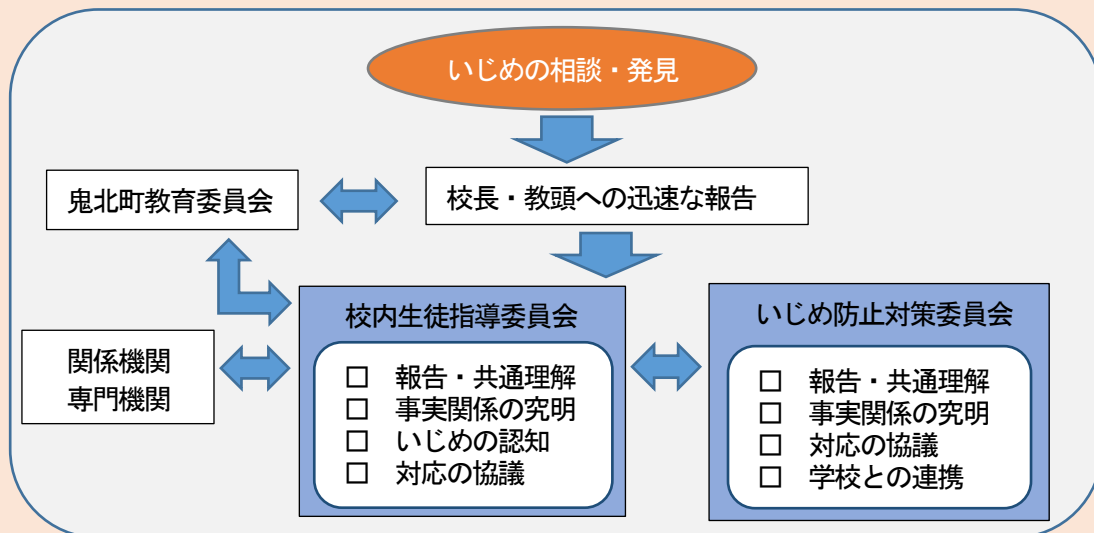 いじめの相談・発見
鬼北町教育委員会
校長・教頭への迅速な報告
校内生徒指導委員会
□ 報告・共通理解
□ 事実関係の究明
□ いじめの認知
□ 対応の協議
いじめ防止対策委員会
□ 報告・共通理解
□ 事実関係の究明
□ 対応の協議
□ 学校との連携
関係機関
専門機関